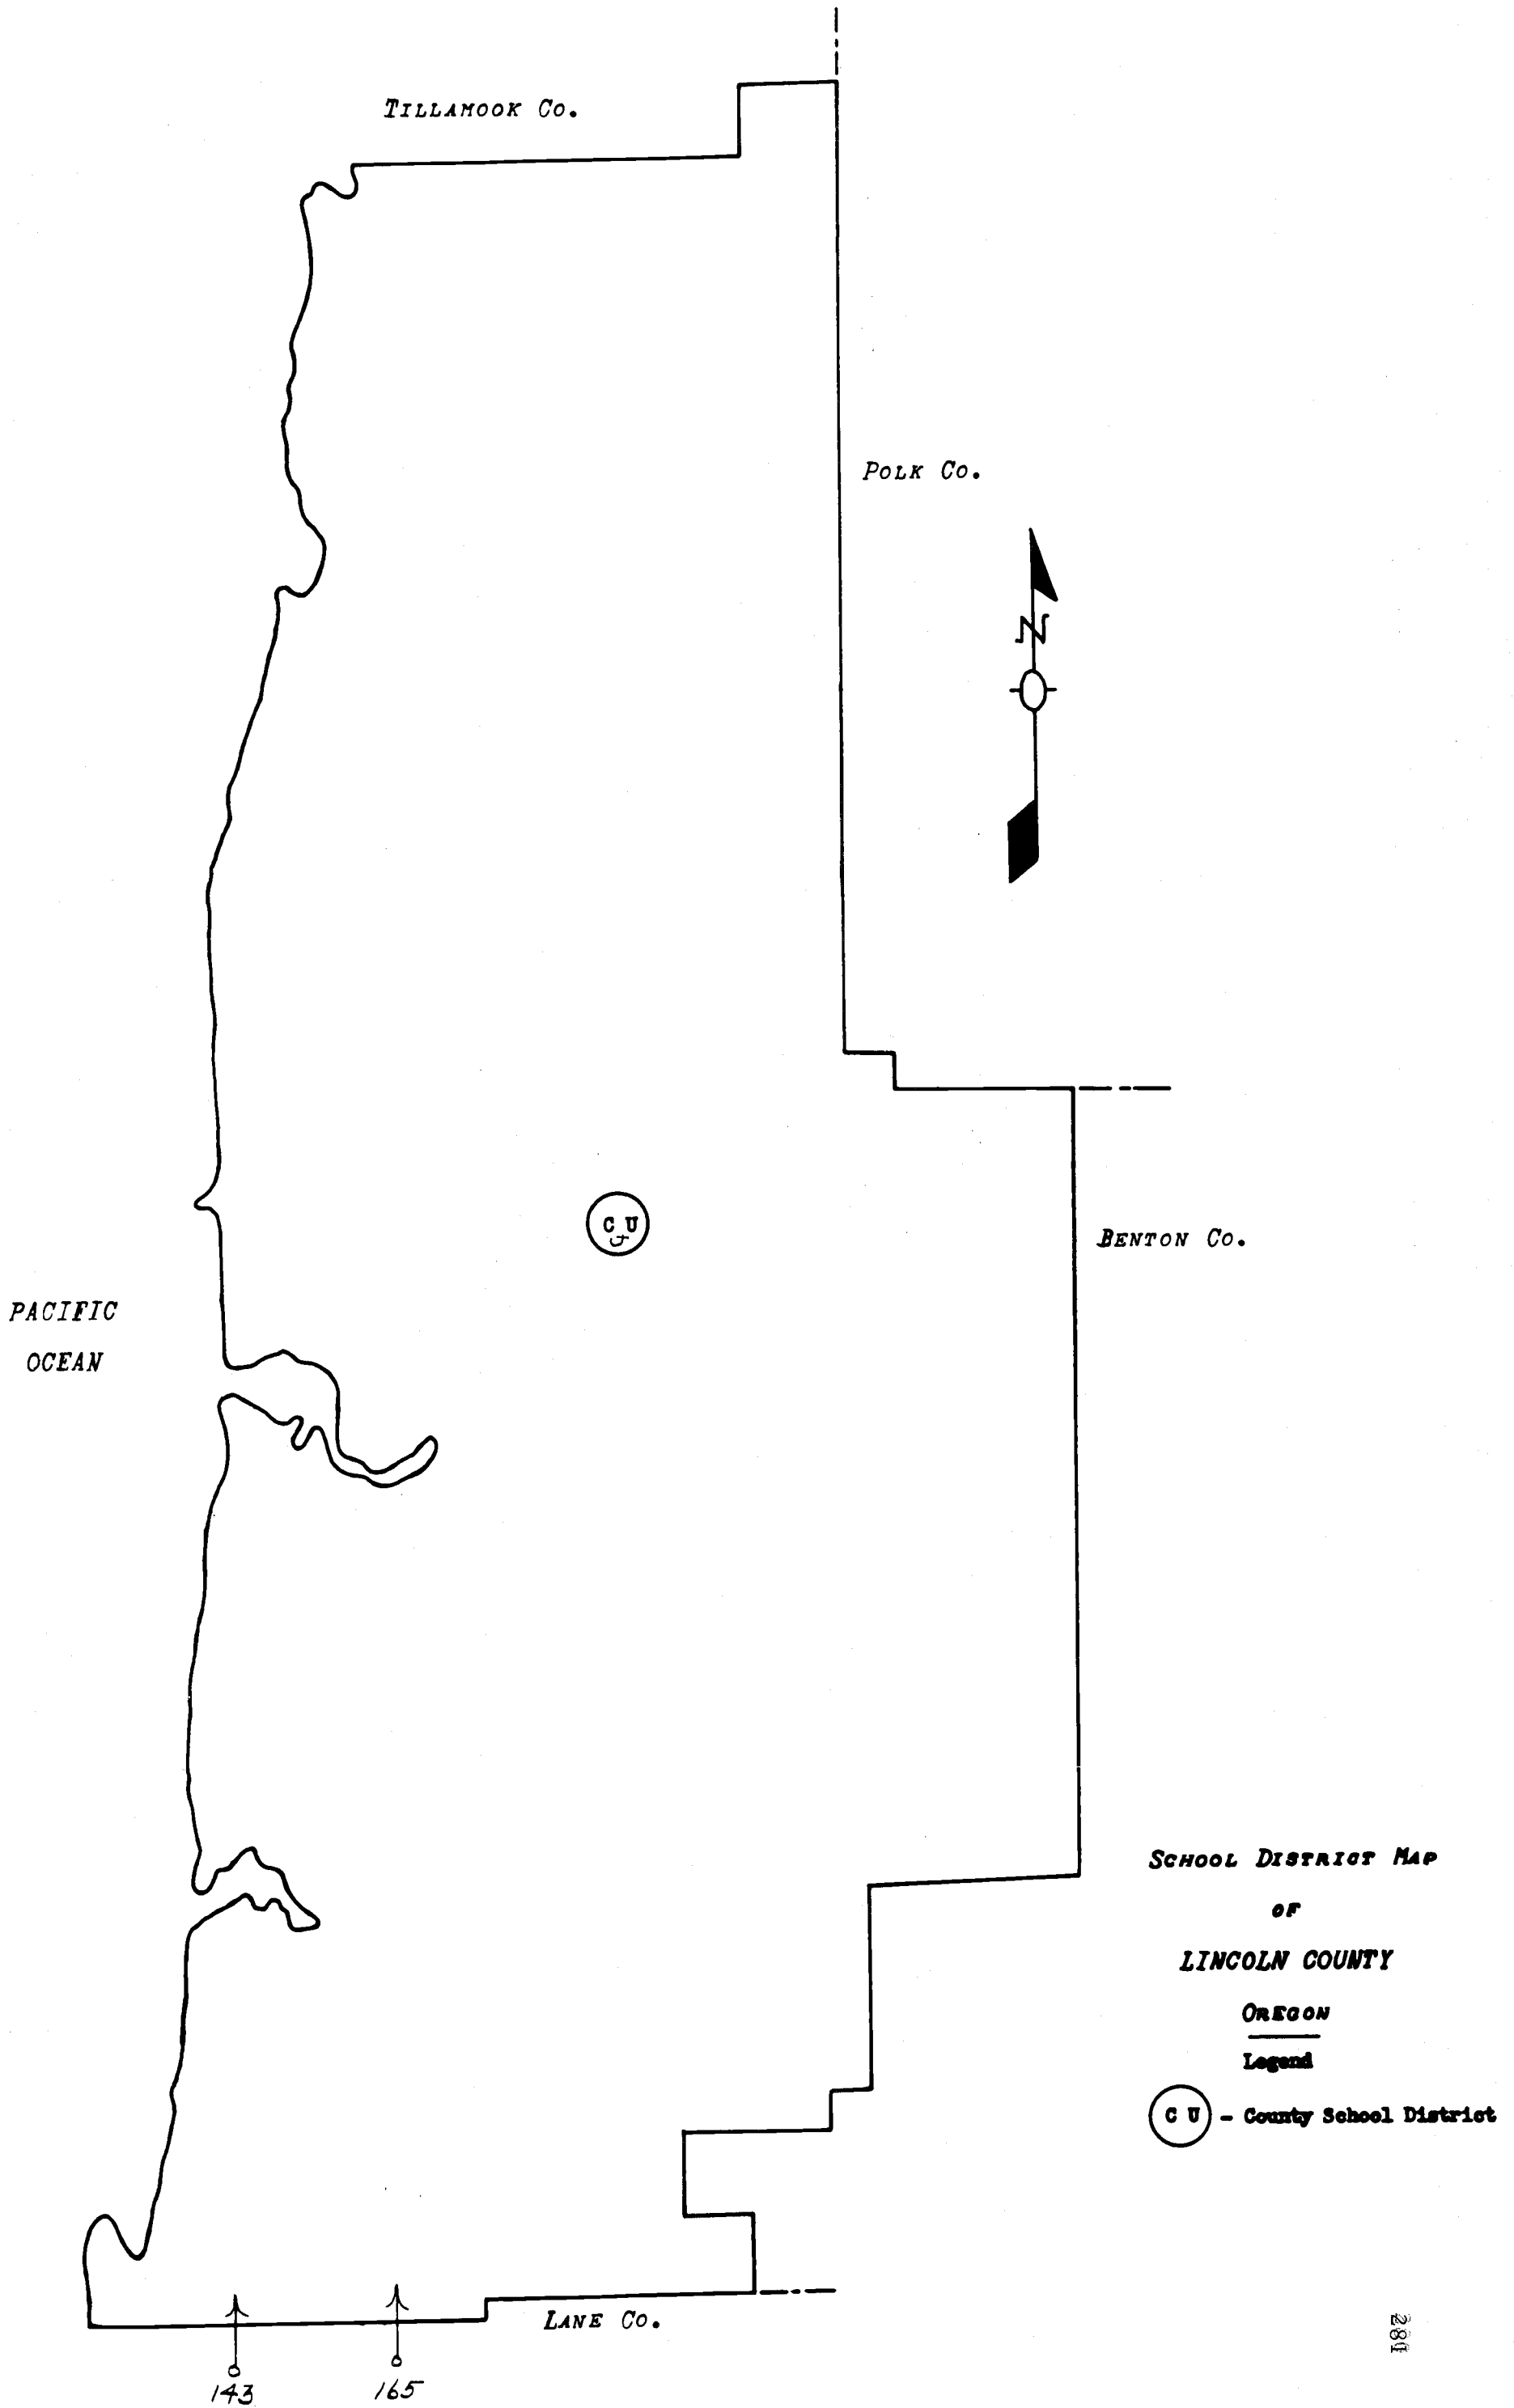 TILLAMOOK CO.
POLK CO.
N
C U
J
BENTON CO.
PACIFIC
OCEAN
SCHOOL DISTRICT MAP
OF
LINCOLN COUNTY
OREGON
Legend
C U - County School District
LANE CO.
143
165